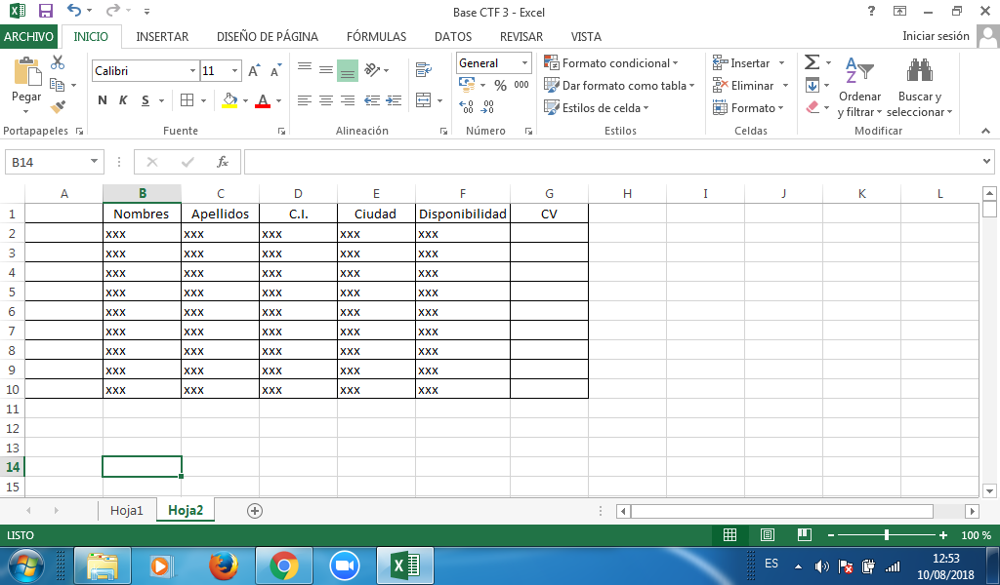 Base CTF 3 - Excel
ARCHIVO INICIO INSERTAR DISEÑO DE PÁGINA FÓRMULAS DATOS REVISAR VISTA Iniciar sesión
Pegar
Calibri 11
N K S A
General
% 000
Formato condicional
Dar formato como tabla
Estilos de celda
Insertar
Eliminar
Formato
Ordenar y filtrar
Buscar y seleccionar
Portapapeles Fuente Alineación Número Estilos Celdas Modificar
B14 fx
A B C D E F G H I J K L
1 Nombres Apellidos C.I. Ciudad Disponibilidad CV
2 xxx xxx xxx xxx xxx
3 xxx xxx xxx xxx xxx
4 xxx xxx xxx xxx xxx
5 xxx xxx xxx xxx xxx
6 xxx xxx xxx xxx xxx
7 xxx xxx xxx xxx xxx
8 xxx xxx xxx xxx xxx
9 xxx xxx xxx xxx xxx
10 xxx xxx xxx xxx xxx
11
12
13
14
15
Hoja1 Hoja2
LISTO 100 %
ES 12:53
10/08/2018